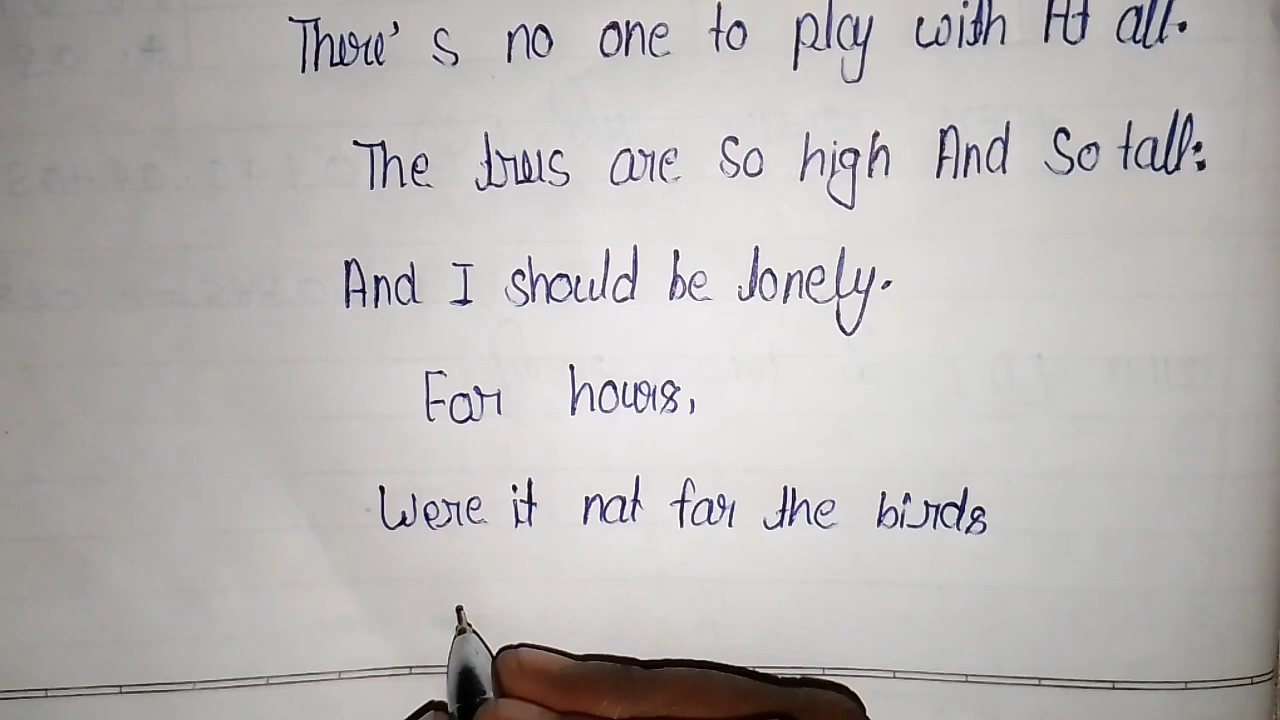 There's no one to play with At all.
The trees are so high And So tall:
And I should be lonely.
For hours,
Were it not for the birds